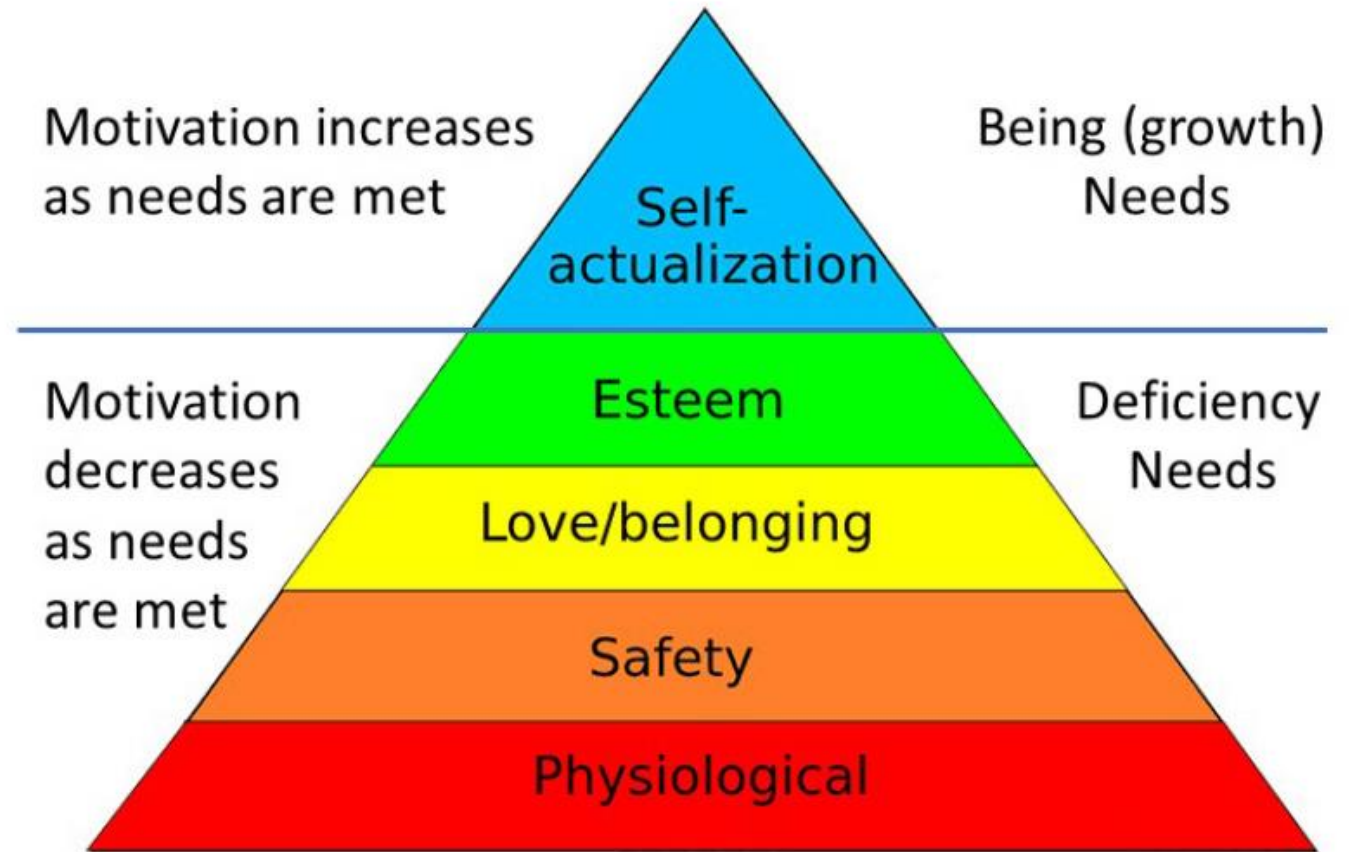 Motivation increases
as needs are met
Being (growth)
Needs
Self-
actualization
Motivation
decreases
as needs
are met
Esteem
Deficiency
Needs
Love/belonging
Safety
Physiological